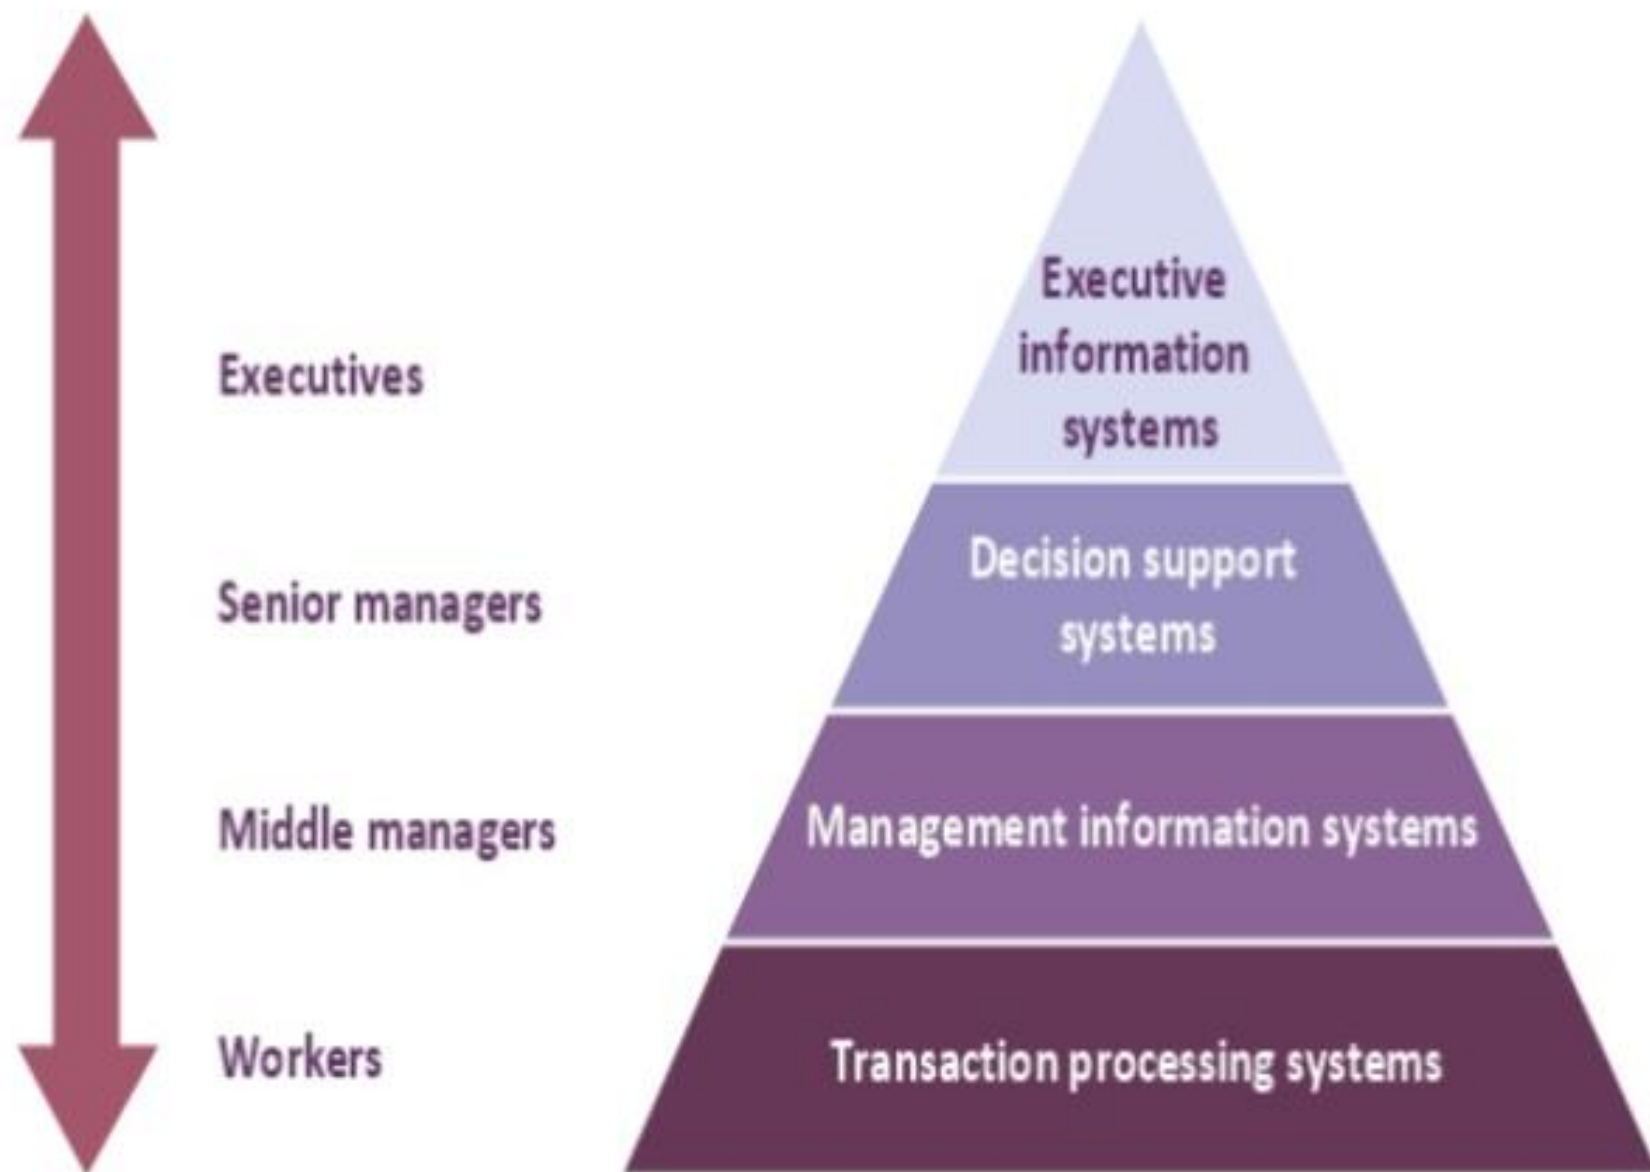 Executives
Senior managers
Middle managers
Workers
Executive
information
systems
Decision support
systems
Management information systems
Transaction processing systems